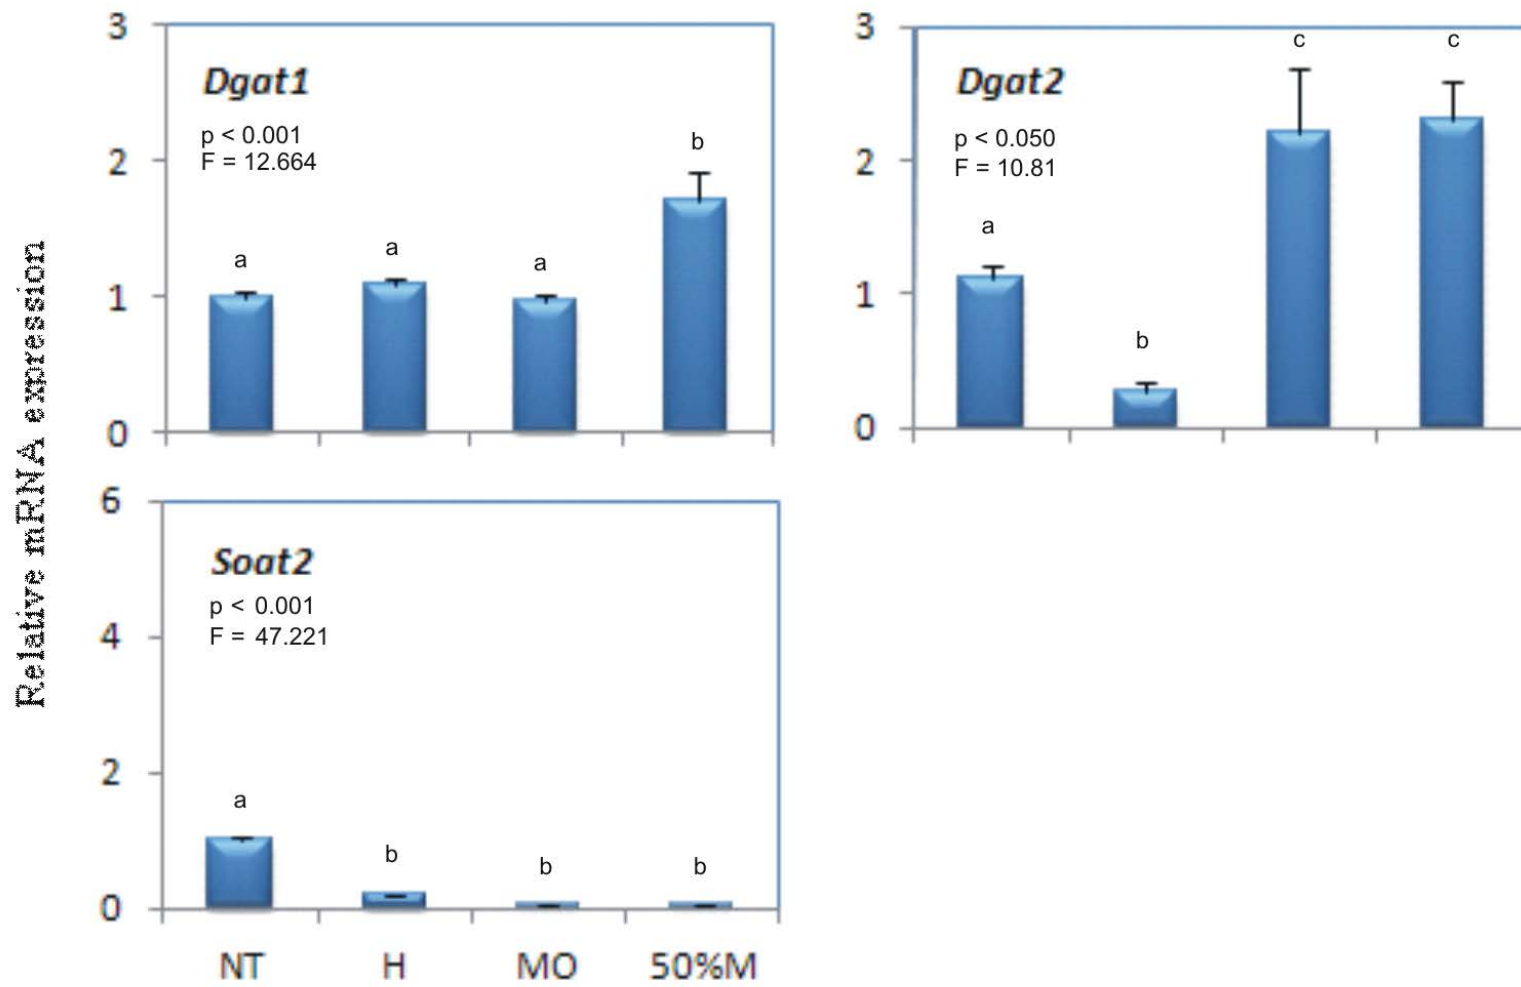 Relative mRNA expression
3
2
1
0
Dgat1
p < 0.001
F = 12.664
a
a
a
b
3
2
1
0
Dgat2
p < 0.050
F = 10.81
a
b
c
c
6
4
2
0
Soat2
p < 0.001
F = 47.221
a
b
b
b
NT H MO 50%M